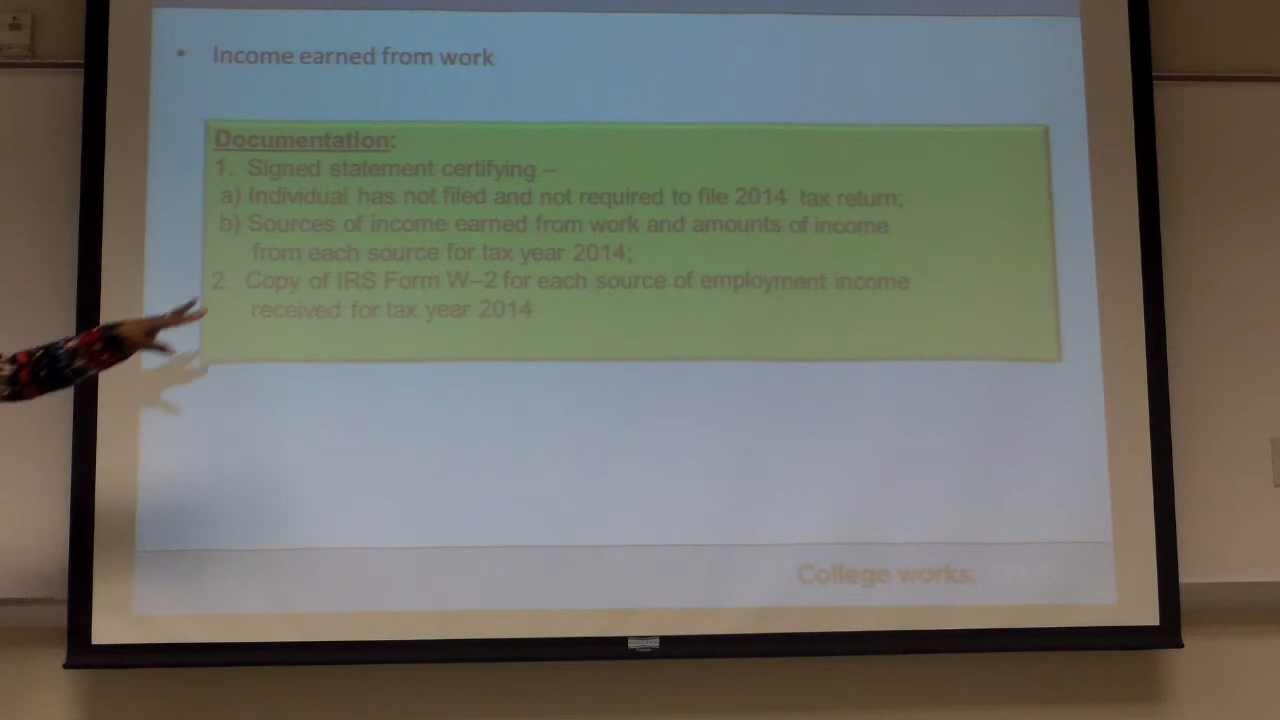 • Income earned from work
Documentation:
1. Signed statement certifying –
a) Individual has not filed and not required to file 2014 tax return;
b) Sources of income earned from work and amounts of income
from each source for tax year 2014;
2. Copy of IRS Form W–2 for each source of employment income
received for tax year 2014
College works.